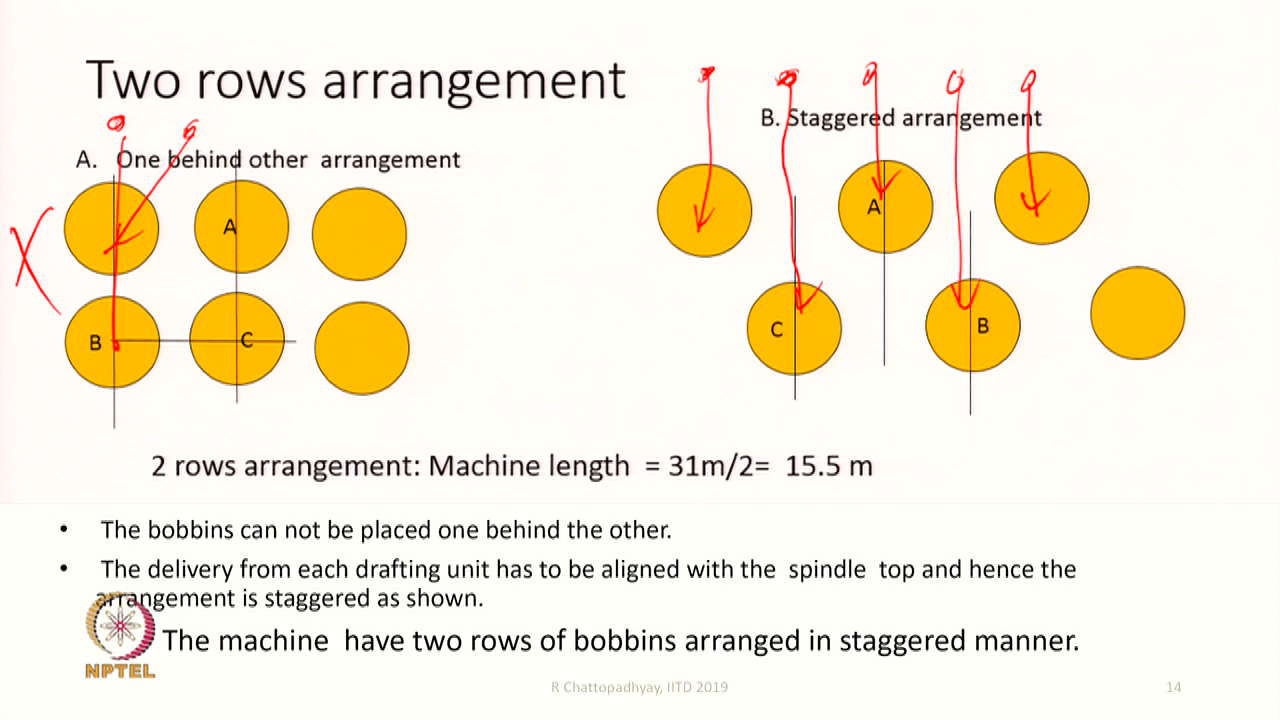 Two rows arrangement
B. Staggered arrangement
A. One behind other arrangement
A
A
B
C
C
B
2 rows arrangement: Machine length = 31m/2= 15.5 m
• The bobbins can not be placed one behind the other.
• The delivery from each drafting unit has to be aligned with the spindle top and hence the
arrangement is staggered as shown.
The machine have two rows of bobbins arranged in staggered manner.
NPTEL
R Chattopadhyay, IITD 2019
14